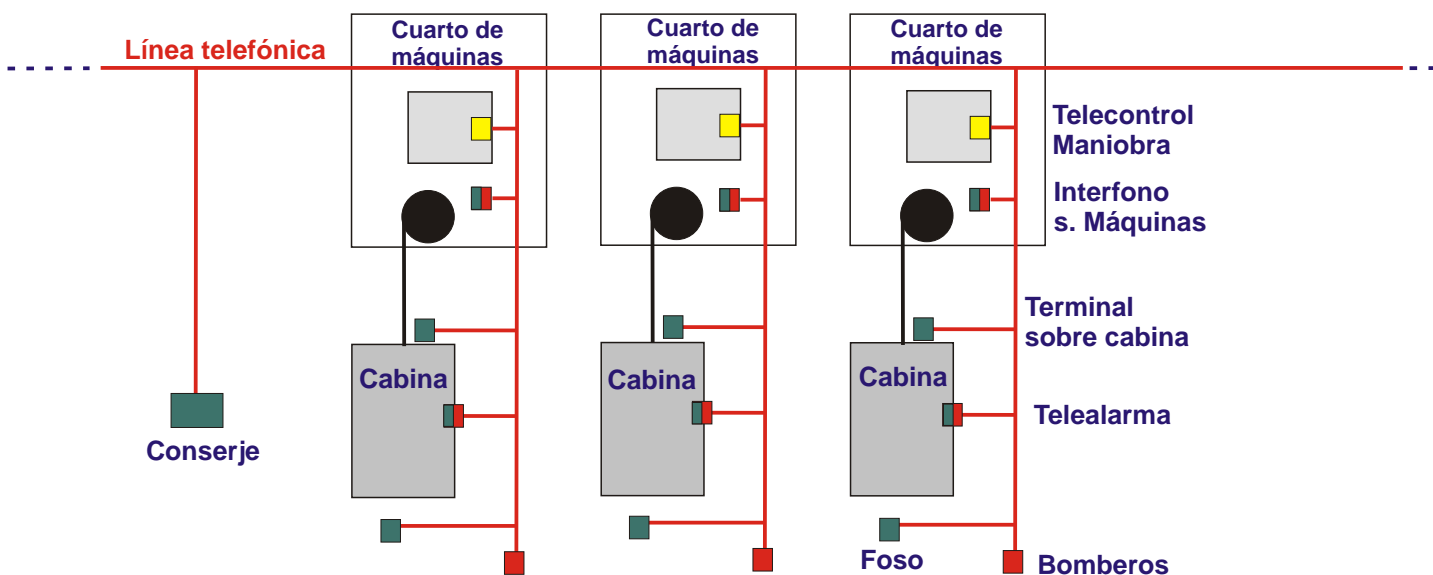 Cuarto de
máquinas
Cuarto de
máquinas
Cuarto de
máquinas
Línea telefónica
Telecontrol
Maniobra
Interfono
s. Máquinas
Terminal
sobre cabina
Cabina
Cabina
Cabina
Telealarma
Conserje
Foso
Bomberos